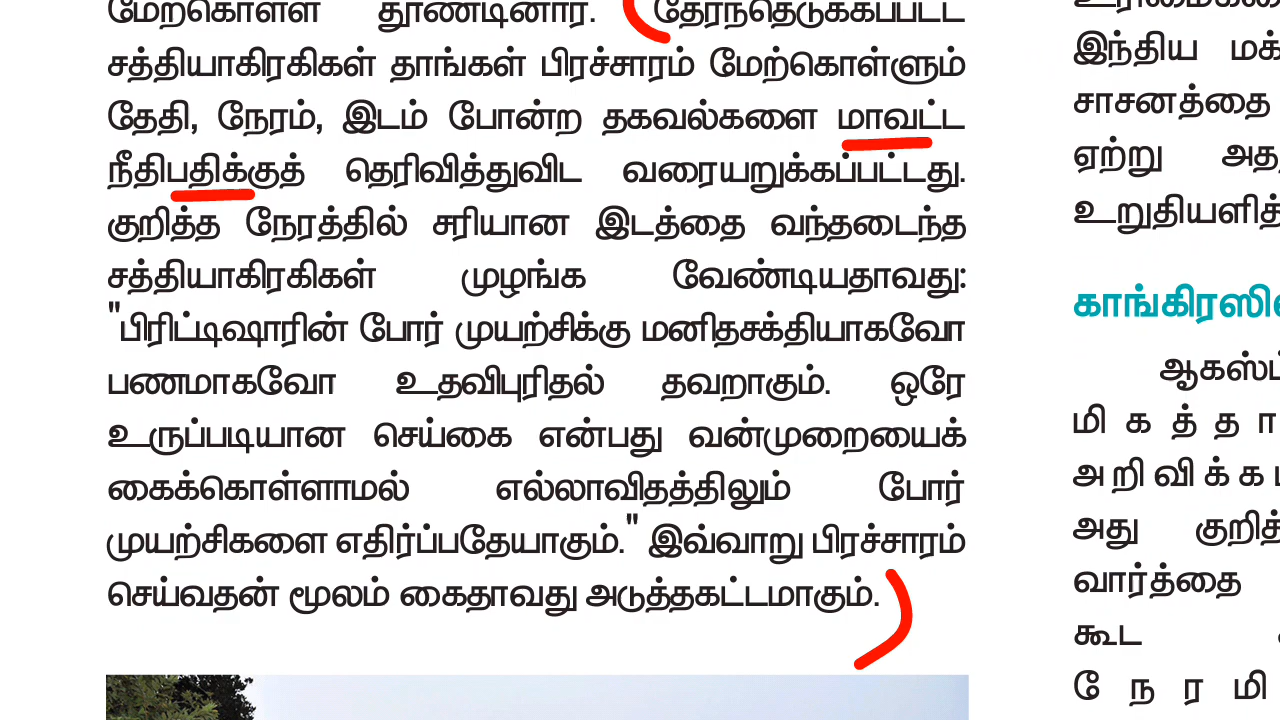 மேற்கொள்ள தூண்டினார். தேர்ந்தெடுக்கப்பட்ட
சத்தியாகிரகிகள் தாங்கள் பிரச்சாரம் மேற்கொள்ளும்
தேதி, நேரம், இடம் போன்ற தகவல்களை மாவட்ட
நீதிபதிக்குத் தெரிவித்துவிட வரையறுக்கப்பட்டது.
குறித்த நேரத்தில் சரியான இடத்தை வந்தடைந்த
சத்தியாகிரகிகள் முழங்க வேண்டியதாவது:
"பிரிட்டிஷாரின் போர் முயற்சிக்கு மனிதசக்தியாகவோ
பணமாகவோ உதவிபுரிதல் தவறாகும். ஒரே
உருப்படியான செய்கை என்பது வன்முறையைக்
கைக்கொள்ளாமல் எல்லாவிதத்திலும் போர்
முயற்சிகளை எதிர்ப்பதேயாகும்." இவ்வாறு பிரச்சாரம்
செய்வதன் மூலம் கைதாவது அடுத்தகட்டமாகும்.
இந்திய
சாசனத்தை
ஏற்று
காங்கிரஸி
அது
வார்த்தை
கூட
நே ர மி